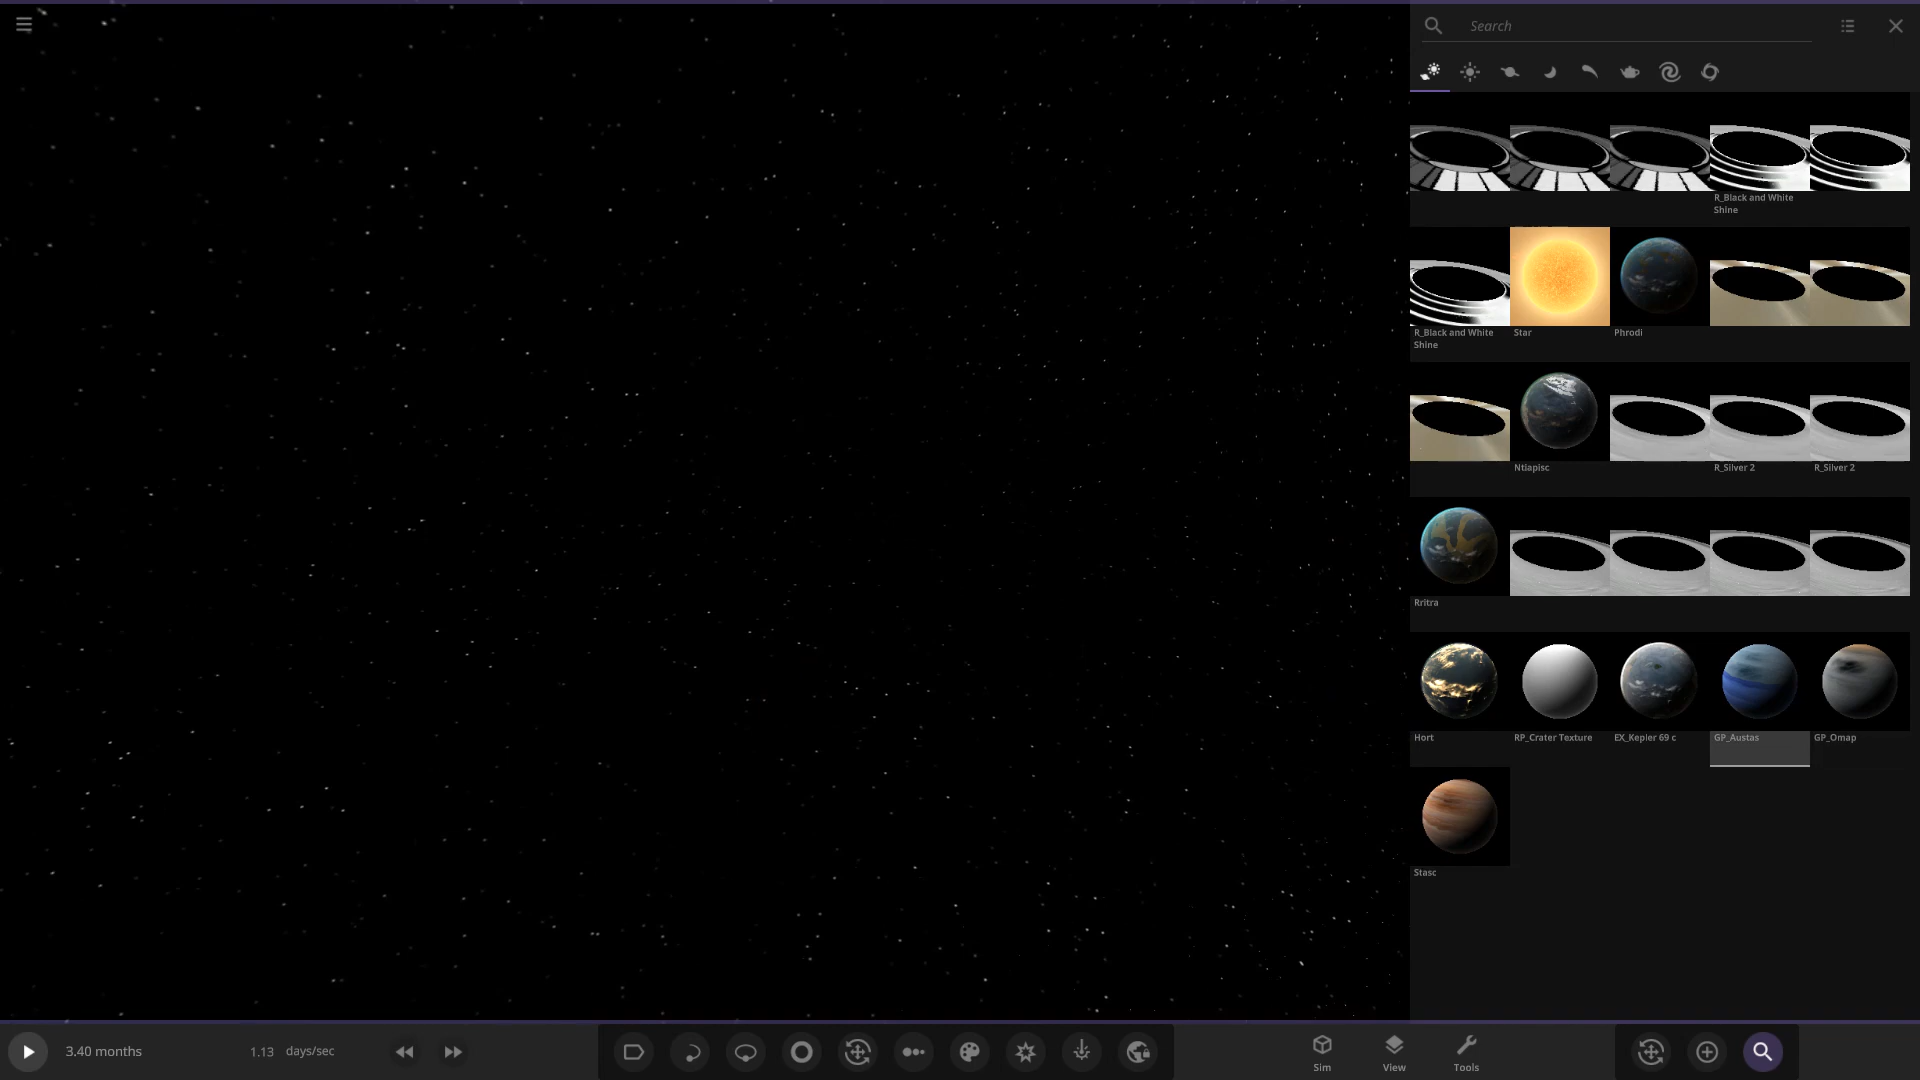 Search
R_Black and White
Shine
R_Black and White
Shine
Star
Phrodi
Ntiapisc
R_Silver 2
R_Silver 2
Rritra
Hort
RP_Crater Texture
EX_Kepler 69 c
GP_Austas
GP_Omap
Stasc
3.40 months
1.13
days/sec
Sim
View
Tools